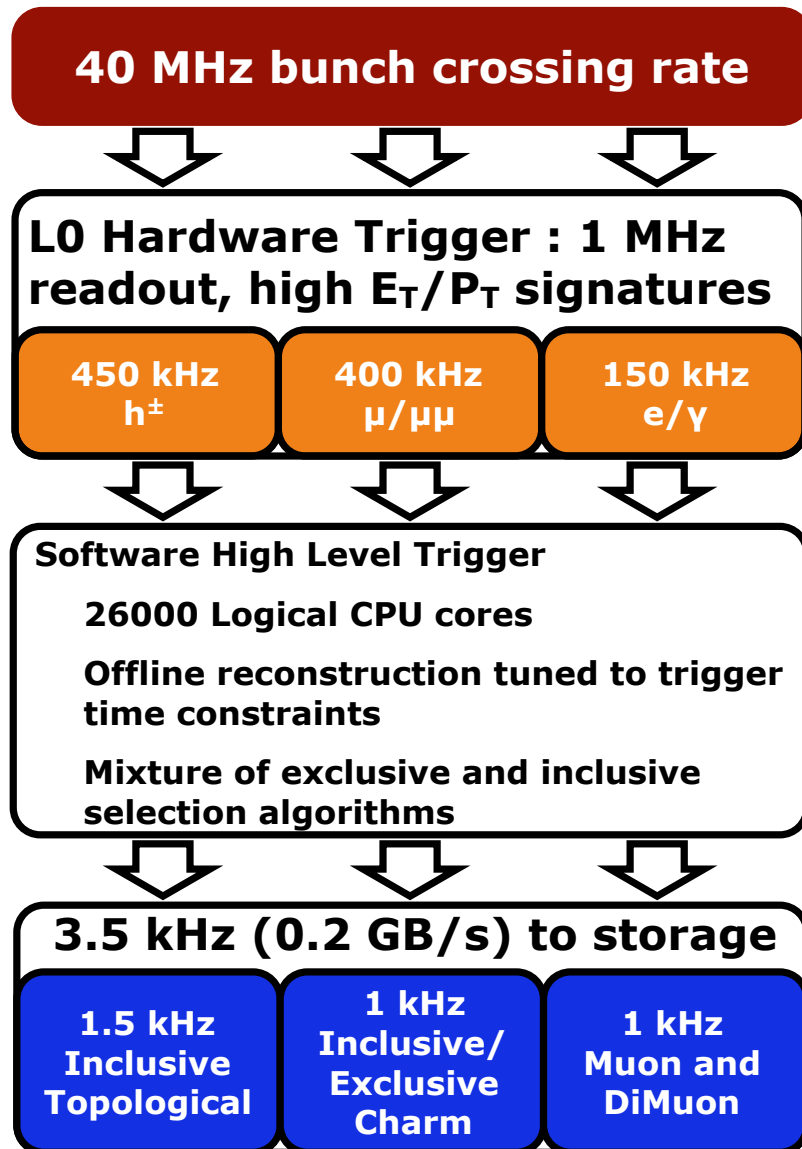 40 MHz bunch crossing rate
L0 Hardware Trigger : 1 MHz
readout, high E_T/P_T signatures
450 kHz
h±
400 kHz
μ/μμ
150 kHz
e/γ
Software High Level Trigger
26000 Logical CPU cores
Offline reconstruction tuned to trigger
time constraints
Mixture of exclusive and inclusive
selection algorithms
3.5 kHz (0.2 GB/s) to storage
1.5 kHz
Inclusive
Topological
1 kHz
Inclusive/
Exclusive
Charm
1 kHz
Muon and
DiMuon